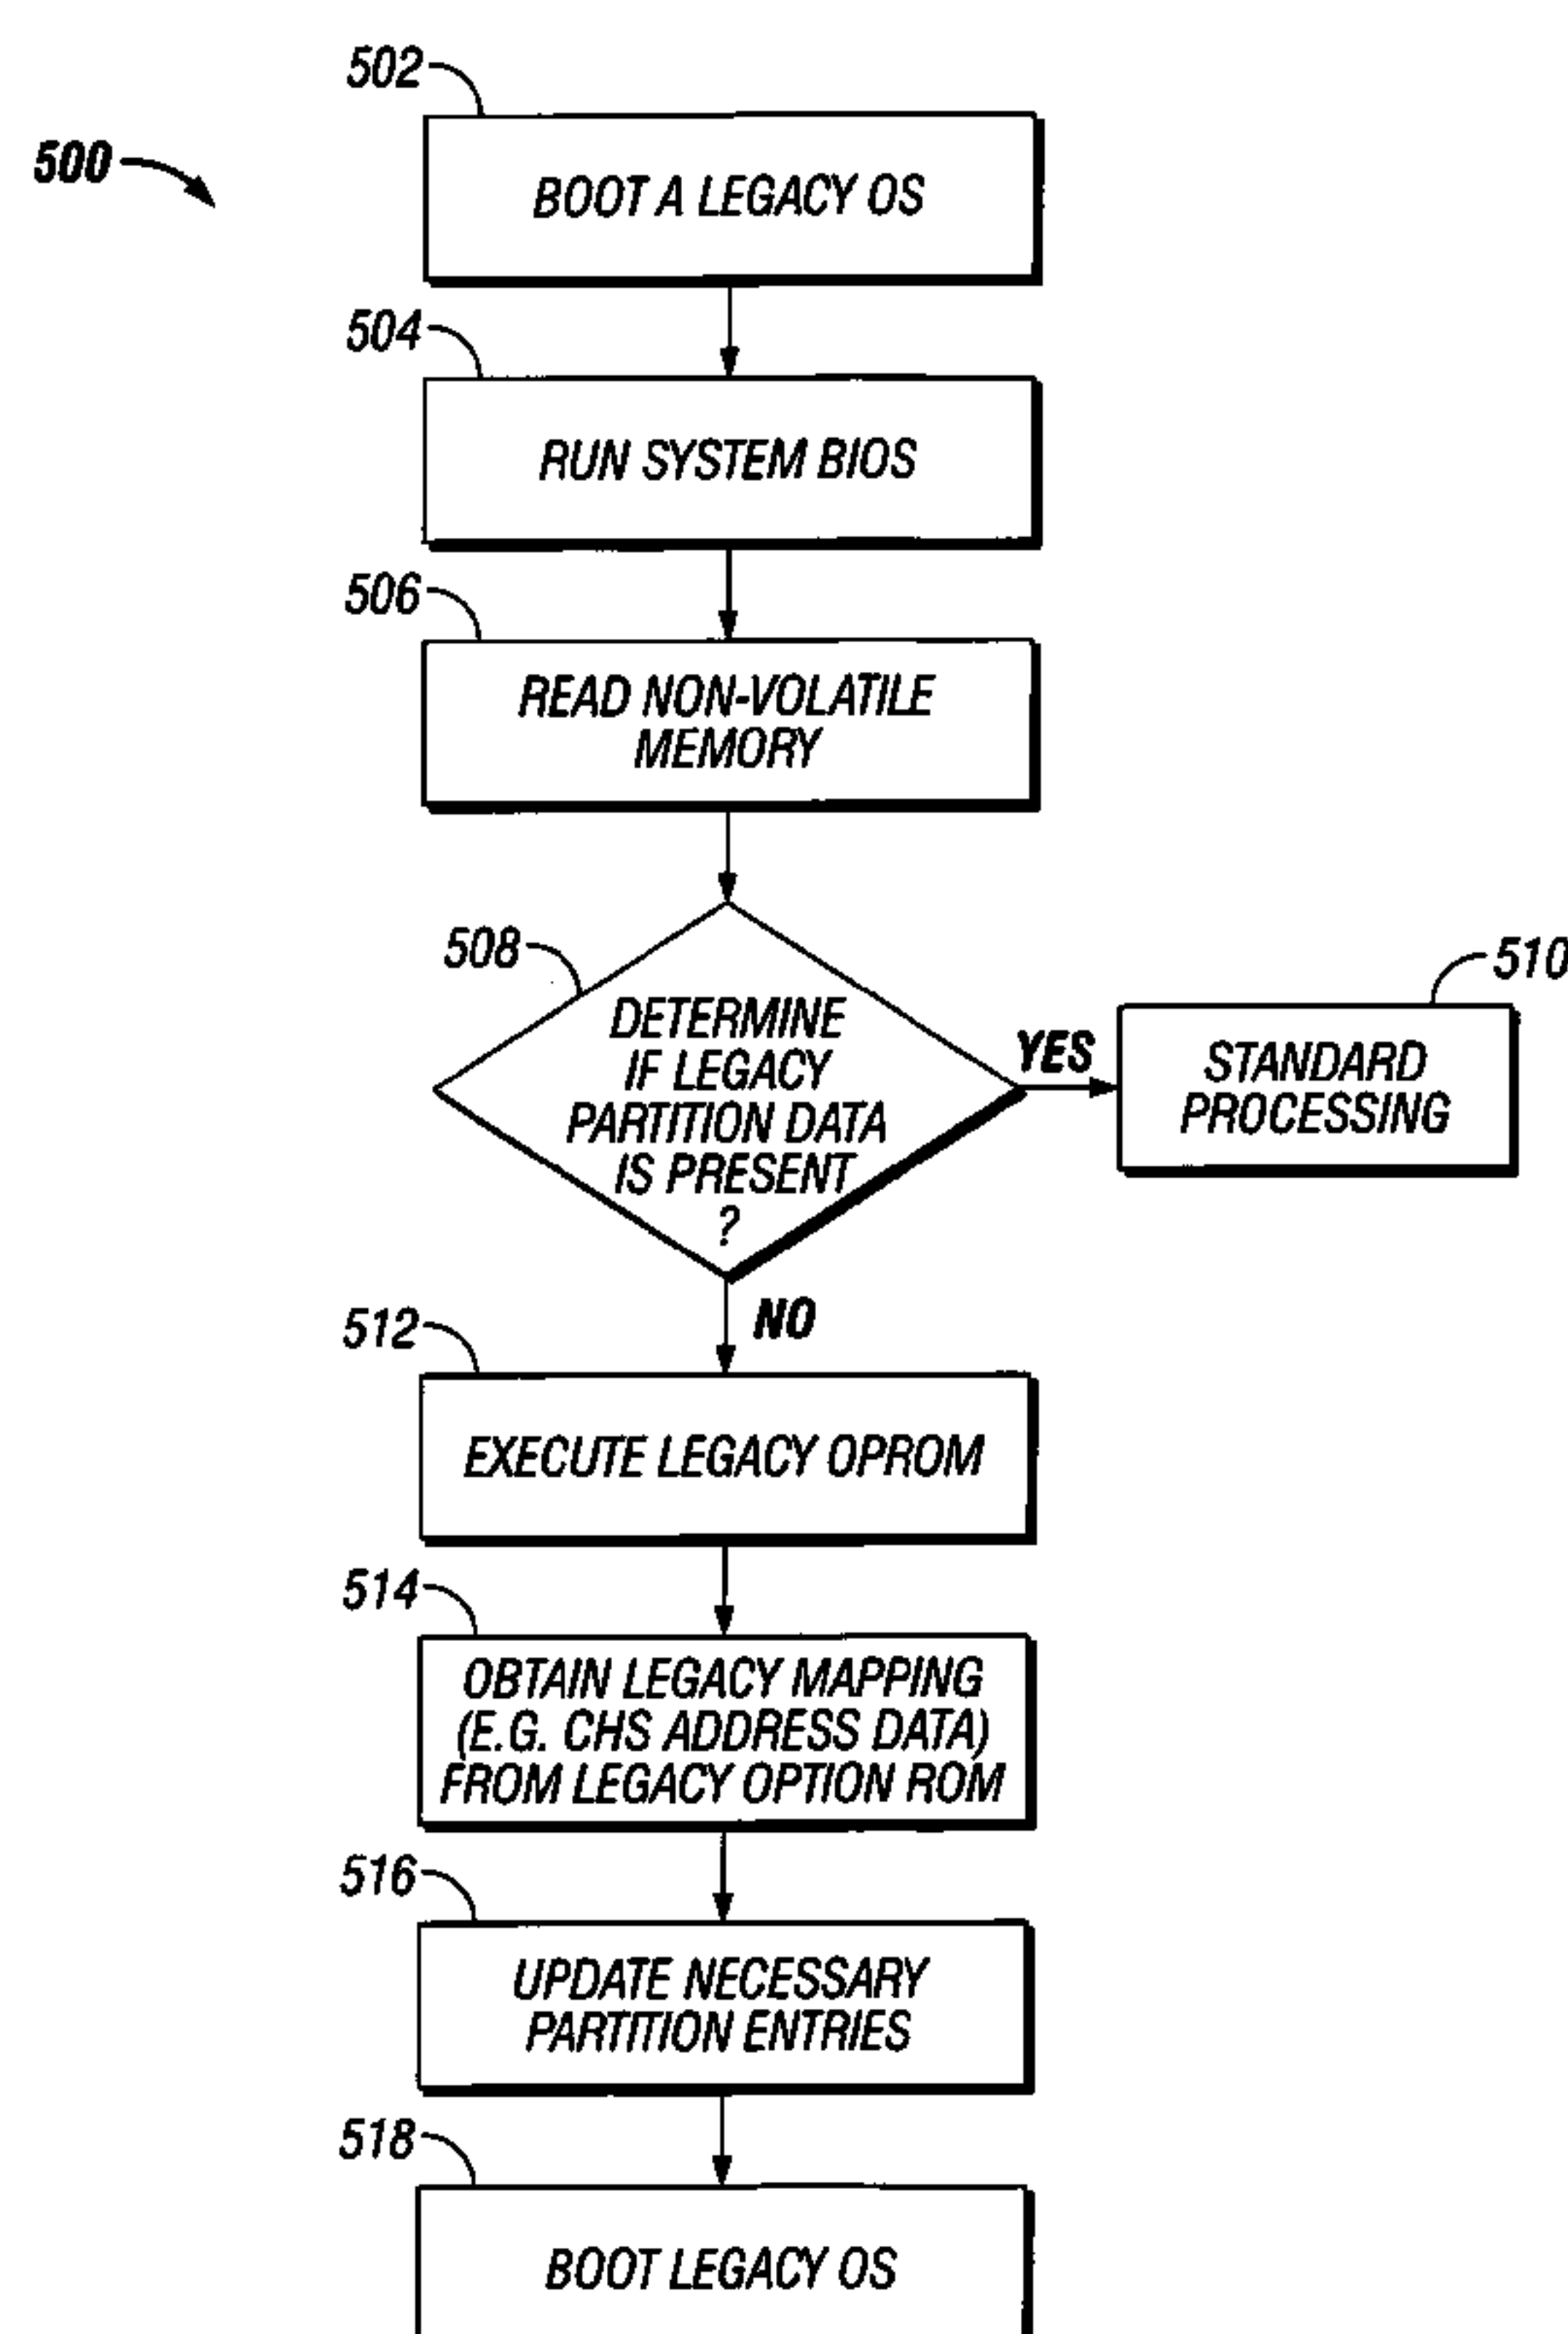 502
500
BOOT A LEGACY OS
504
RUN SYSTEM BIOS
506
READ NON-VOLATILE
MEMORY
508
510
DETERMINE
IF LEGACY
PARTITION DATA
IS PRESENT
?
YES
STANDARD
PROCESSING
NO
512
EXECUTE LEGACY OPROM
514
OBTAIN LEGACY MAPPING
(E.G. CHS ADDRESS DATA)
FROM LEGACY OPTION ROM
516
UPDATE NECESSARY
PARTITION ENTRIES
518
BOOT LEGACY OS